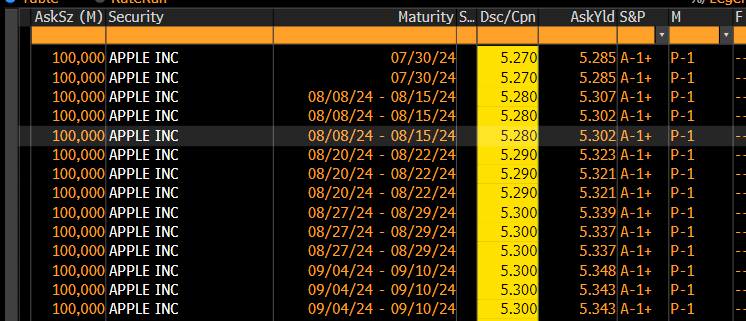 AskSz (M) Security Maturity S... Dsc/Cpn AskYld S&P M F
100,000 APPLE INC 07/30/24 5.270 5.285 A-1+ P-1 --
100,000 APPLE INC 07/30/24 5.270 5.285 A-1+ P-1 --
100,000 APPLE INC 08/08/24 - 08/15/24 5.280 5.307 A-1+ P-1 --
100,000 APPLE INC 08/08/24 - 08/15/24 5.280 5.302 A-1+ P-1 --
100,000 APPLE INC 08/08/24 - 08/15/24 5.280 5.302 A-1+ P-1 --
100,000 APPLE INC 08/20/24 - 08/22/24 5.290 5.323 A-1+ P-1 --
100,000 APPLE INC 08/20/24 - 08/22/24 5.290 5.321 A-1+ P-1 --
100,000 APPLE INC 08/20/24 - 08/22/24 5.290 5.321 A-1+ P-1 --
100,000 APPLE INC 08/27/24 - 08/29/24 5.300 5.339 A-1+ P-1 --
100,000 APPLE INC 08/27/24 - 08/29/24 5.300 5.337 A-1+ P-1 --
100,000 APPLE INC 08/27/24 - 08/29/24 5.300 5.337 A-1+ P-1 --
100,000 APPLE INC 09/04/24 - 09/10/24 5.300 5.348 A-1+ P-1 --
100,000 APPLE INC 09/04/24 - 09/10/24 5.300 5.343 A-1+ P-1 --
100,000 APPLE INC 09/04/24 - 09/10/24 5.300 5.343 A-1+ P-1 --